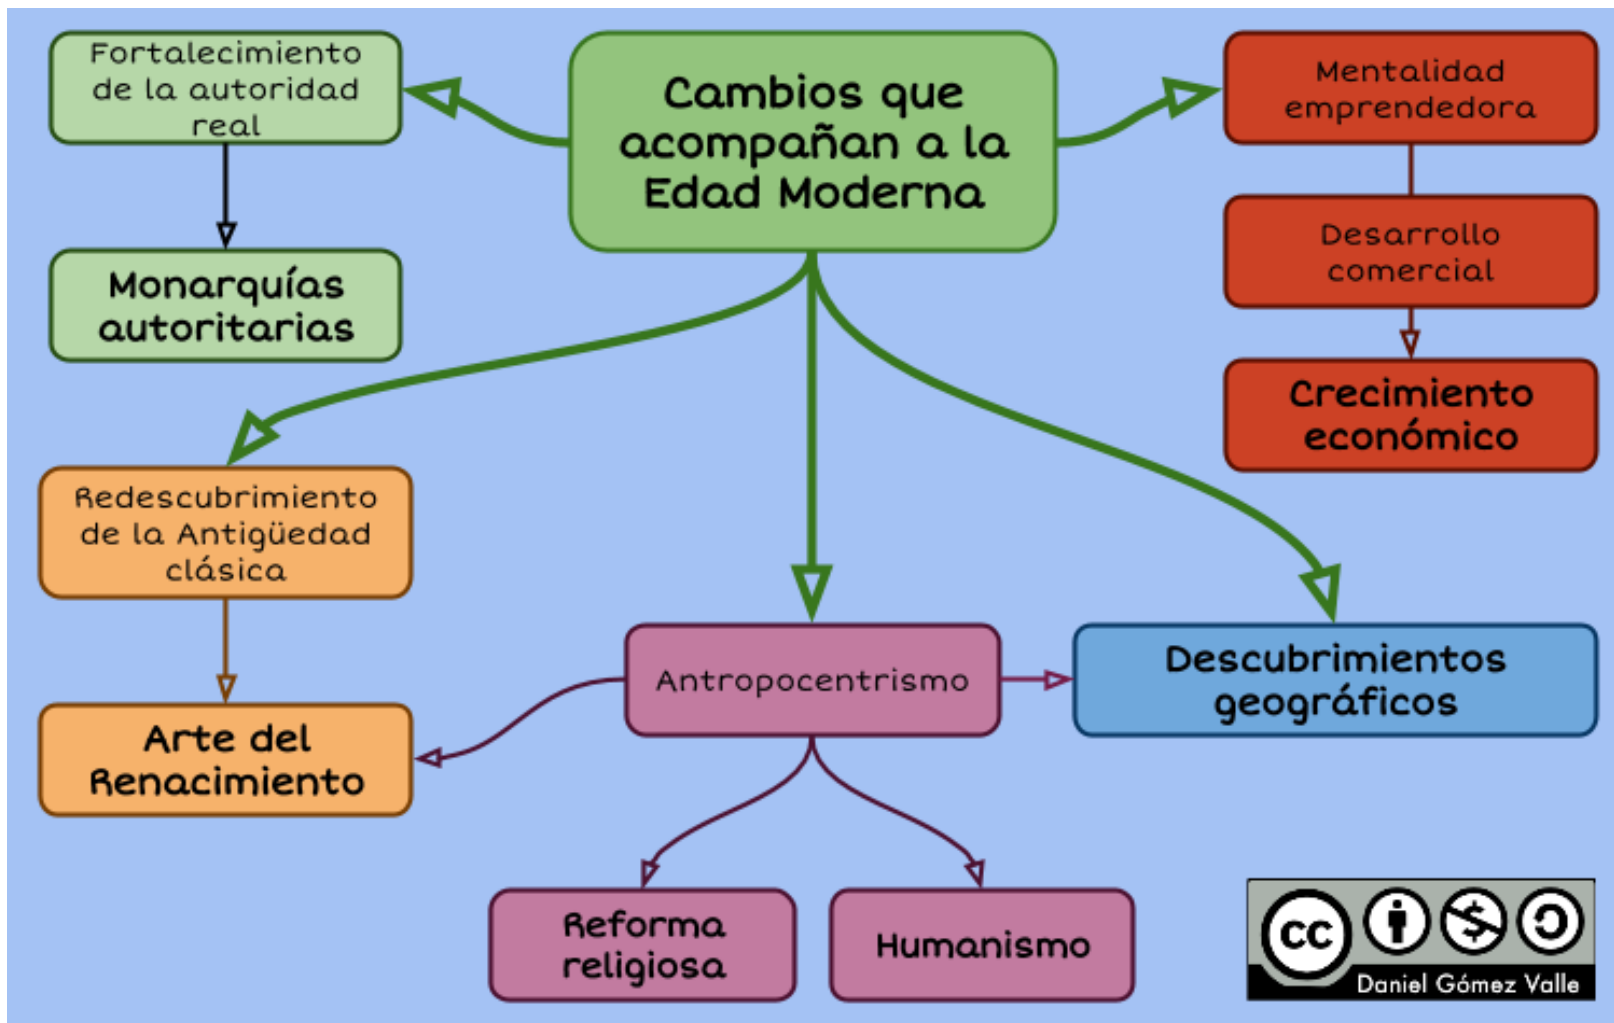 Fortalecimiento
de la autoridad
real
Cambios que
acompañan a la
Edad Moderna
Mentalidad
emprendedora
Monarquías
autoritarias
Desarrollo
comercial
Crecimiento
económico
Redescubrimiento
de la Antigüedad
clásica
Antropocentrismo
Descubrimientos
geográficos
Arte del
Renacimiento
Reforma
religiosa
Humanismo
cc
Daniel Gómez Valle